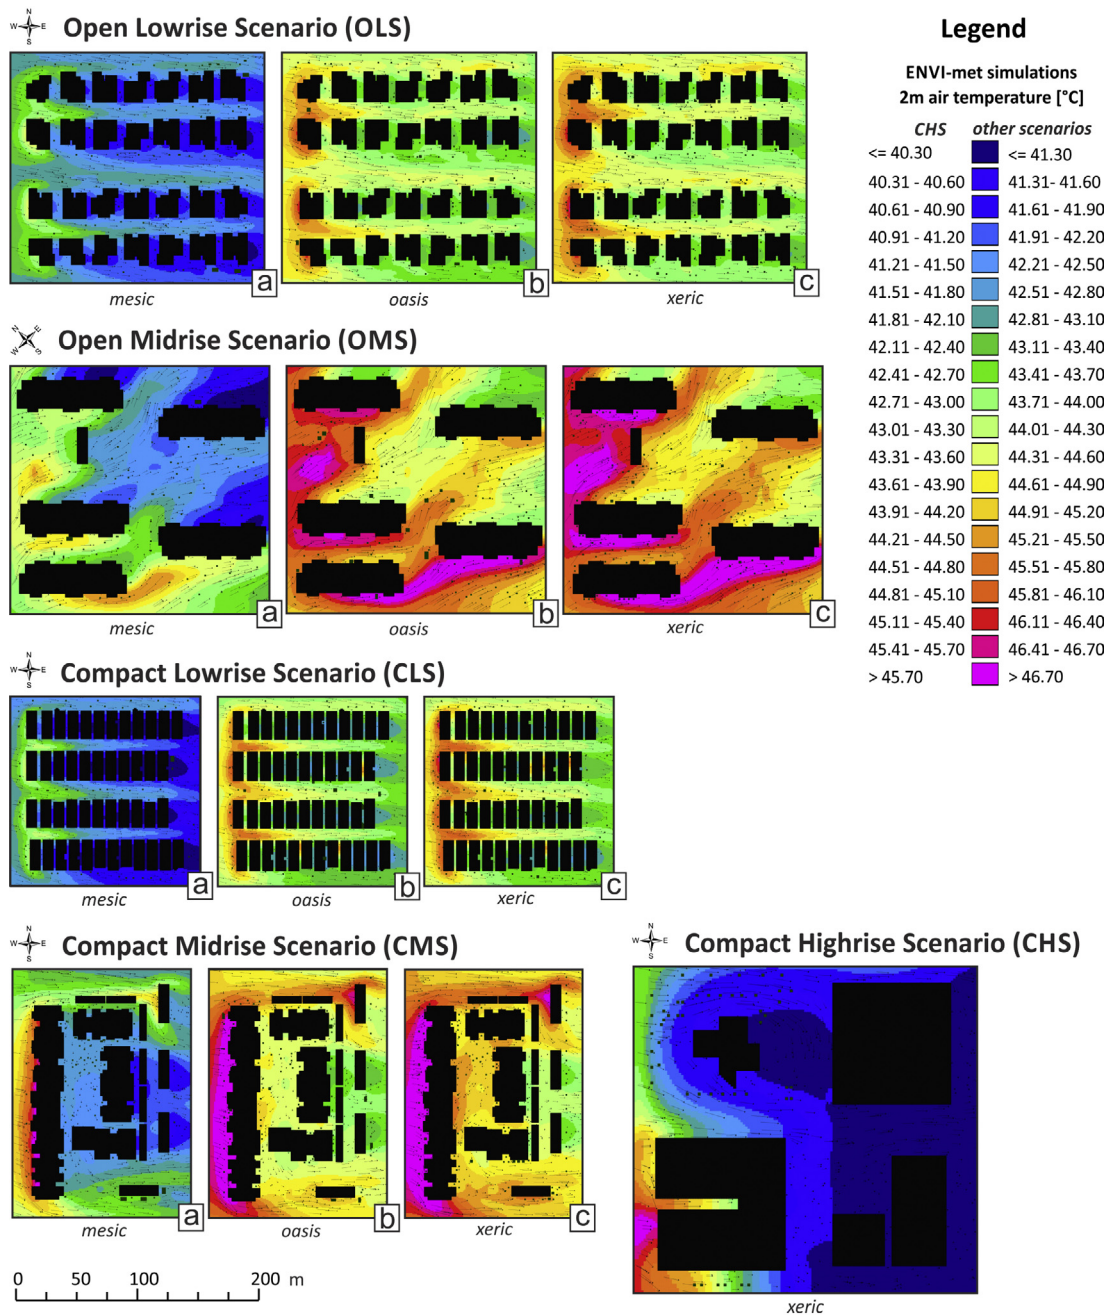 Open Lowrise Scenario (OLS)
N
W E
S
a
b
c
mesic
oasis
xeric
Open Midrise Scenario (OMS)
N E
W S
a
b
c
mesic
oasis
xeric
Compact Lowrise Scenario (CLS)
N
W E
S
a
b
c
mesic
oasis
xeric
Compact Midrise Scenario (CMS)
N
W E
S
a
b
c
mesic
oasis
xeric
0 50 100 200 m
Compact Highrise Scenario (CHS)
N
W E
S
xeric
Legend
ENVI-met simulations
2m air temperature [°C]
CHS other scenarios
<= 40.30 <= 41.30
40.31 - 40.60 41.31- 41.60
40.61 - 40.90 41.61 - 41.90
40.91 - 41.20 41.91 - 42.20
41.21 - 41.50 42.21 - 42.50
41.51 - 41.80 42.51 - 42.80
41.81 - 42.10 42.81 - 43.10
42.11 - 42.40 43.11 - 43.40
42.41 - 42.70 43.41 - 43.70
42.71 - 43.00 43.71 - 44.00
43.01 - 43.30 44.01 - 44.30
43.31 - 43.60 44.31 - 44.60
43.61 - 43.90 44.61 - 44.90
43.91 - 44.20 44.91 - 45.20
44.21 - 44.50 45.21 - 45.50
44.51 - 44.80 45.51 - 45.80
44.81 - 45.10 45.81 - 46.10
45.11 - 45.40 46.11 - 46.40
45.41 - 45.70 46.41 - 46.70
> 45.70 > 46.70